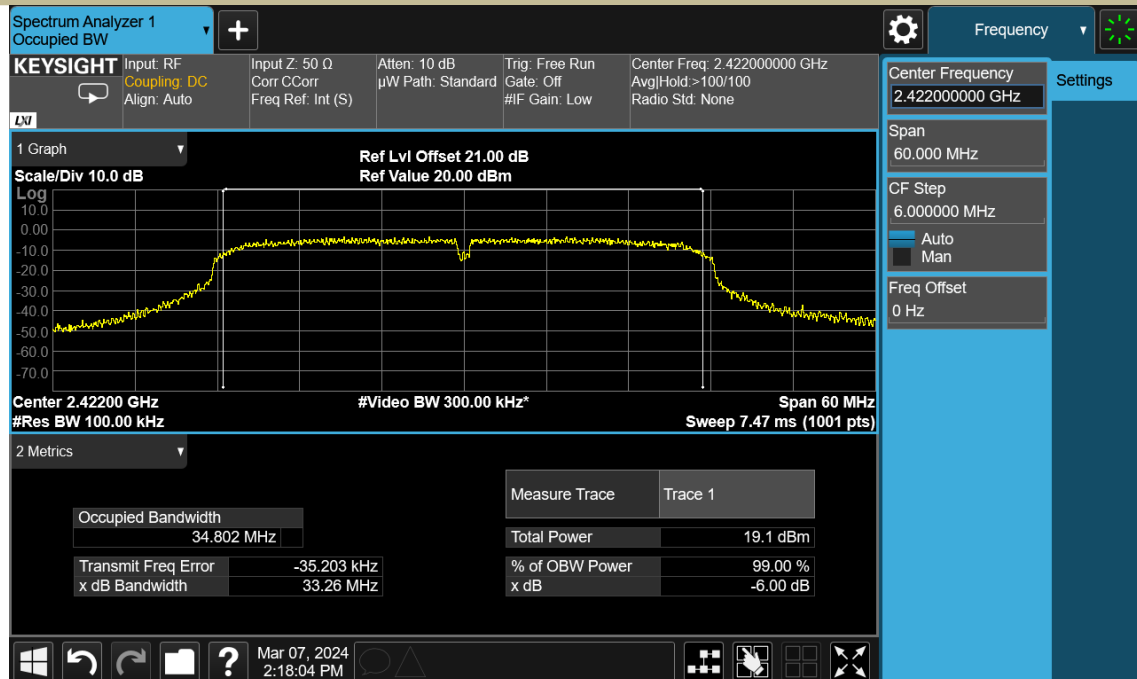 Spectrum Analyzer 1
Occupied BW
+
Frequency
KEYSIGHT
LXI
Input: RF
Coupling: DC
Align: Auto
Input Z: 50 Ω
Corr CCorr
Freq Ref: Int (S)
Atten: 10 dB
µW Path: Standard
Trig: Free Run
Gate: Off
#IF Gain: Low
Center Freq: 2.422000000 GHz
Avg|Hold:>100/100
Radio Std: None
Center Frequency
2.422000000 GHz
Settings
Span
60.000 MHz
CF Step
6.000000 MHz
Auto
Man
Freq Offset
0 Hz
1 Graph
Scale/Div 10.0 dB
Ref Lvl Offset 21.00 dB
Ref Value 20.00 dBm
Log
10.0
0.00
-10.0
-20.0
-30.0
-40.0
-50.0
-60.0
-70.0
Center 2.42200 GHz
#Video BW 300.00 kHz*
Span 60 MHz
#Res BW 100.00 kHz
Sweep 7.47 ms (1001 pts)
2 Metrics
Measure Trace
Trace 1
Occupied Bandwidth
34.802 MHz
Total Power
19.1 dBm
Transmit Freq Error
-35.203 kHz
% of OBW Power
99.00 %
x dB Bandwidth
33.26 MHz
x dB
-6.00 dB
?
Mar 07, 2024
2:18:04 PM